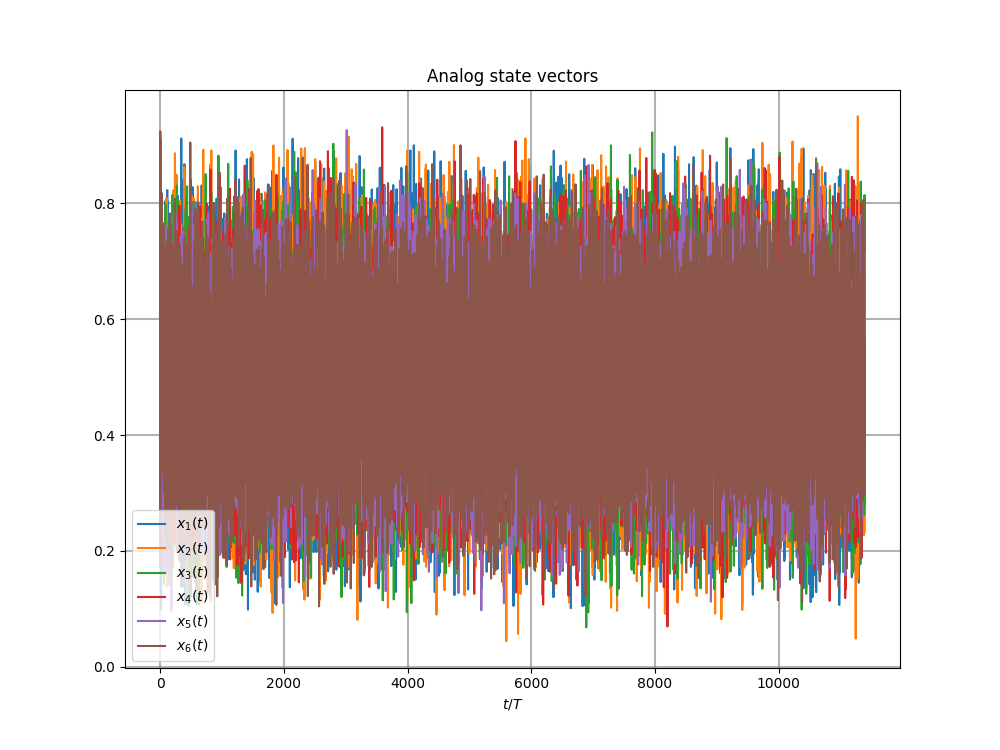 Analog state vectors
0.8
0.6
0.4
0.2
0.0
x₁(t)
x₂(t)
x₃(t)
x₄(t)
x₅(t)
x₆(t)
0 2000 4000 6000 8000 10000
t/T